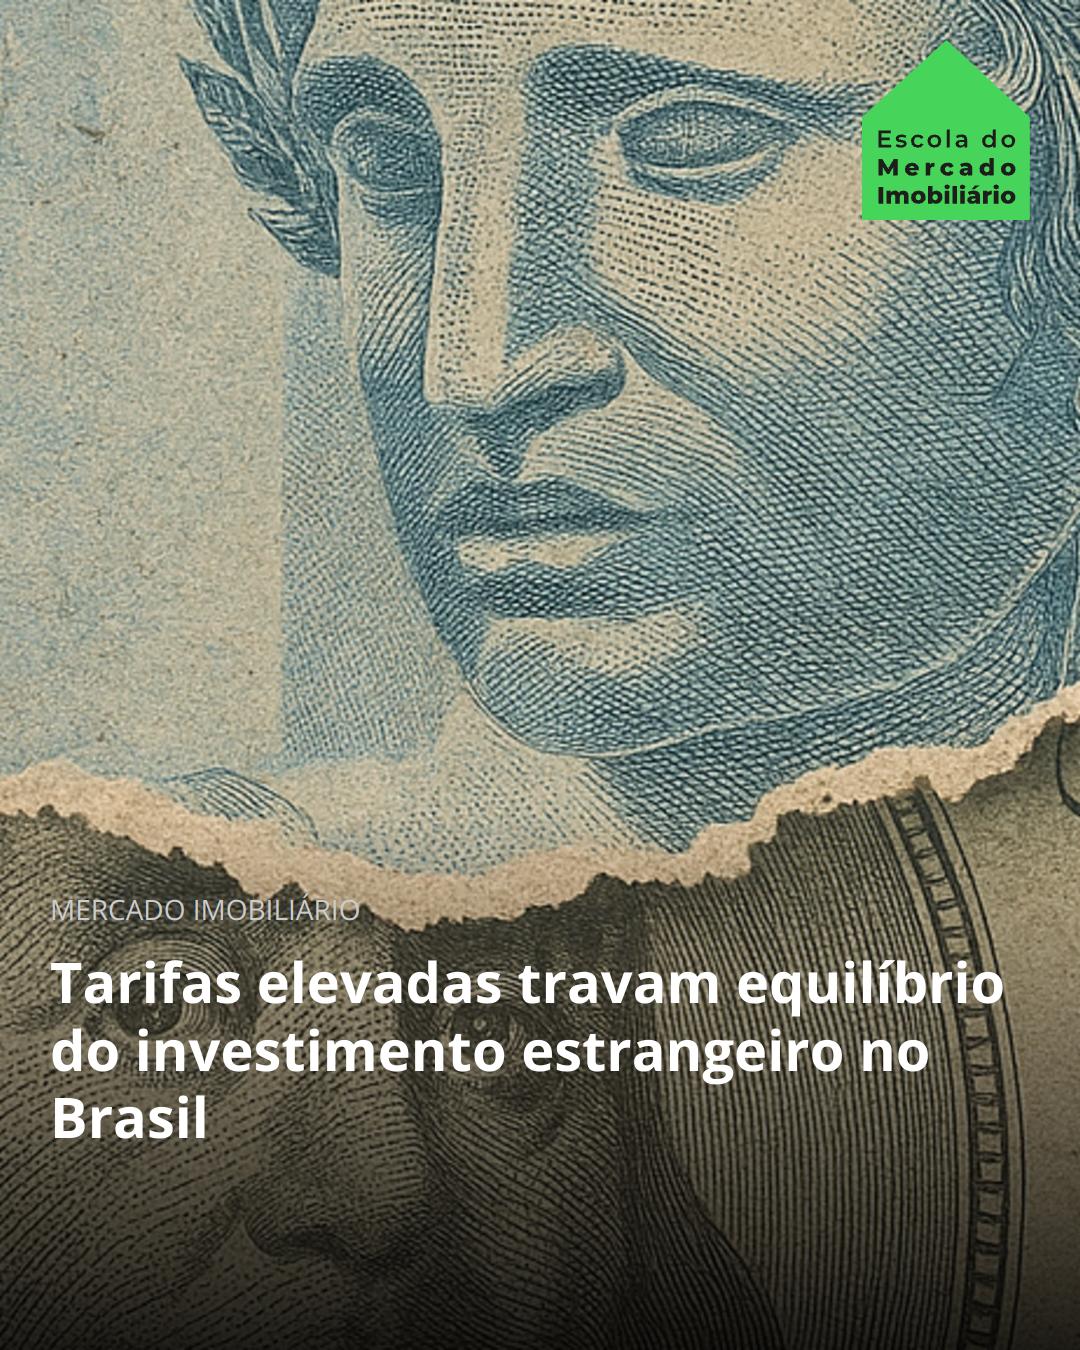 Escola do
Mercado
Imobiliário
MERCADO IMOBILIÁRIO
Tarifas elevadas travam equilíbrio
do investimento estrangeiro no
Brasil